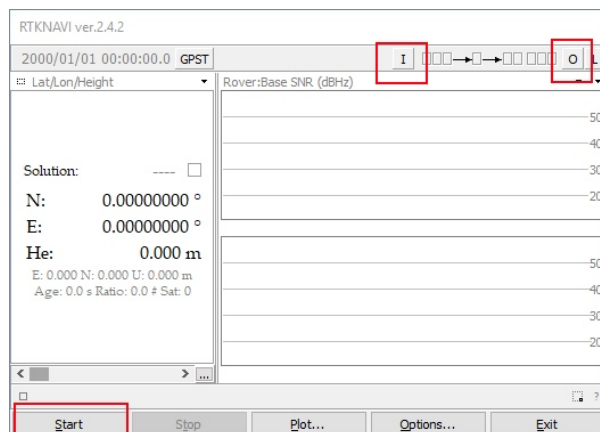 RTKNAVI ver.2.4.2
2000/01/01 00:00:00.0 GPST I O L
Lat/Lon/Height
Rover:Base SNR (dBHz)
50
40
30
20
Solution: ----
N: 0.00000000 °
E: 0.00000000 °
He: 0.000 m
E: 0.000 N: 0.000 U: 0.000 m
Age: 0.0 s Ratio: 0.0 # Sat: 0
50
40
30
20
< > ...
?
Start Stop Plot... Options... Exit